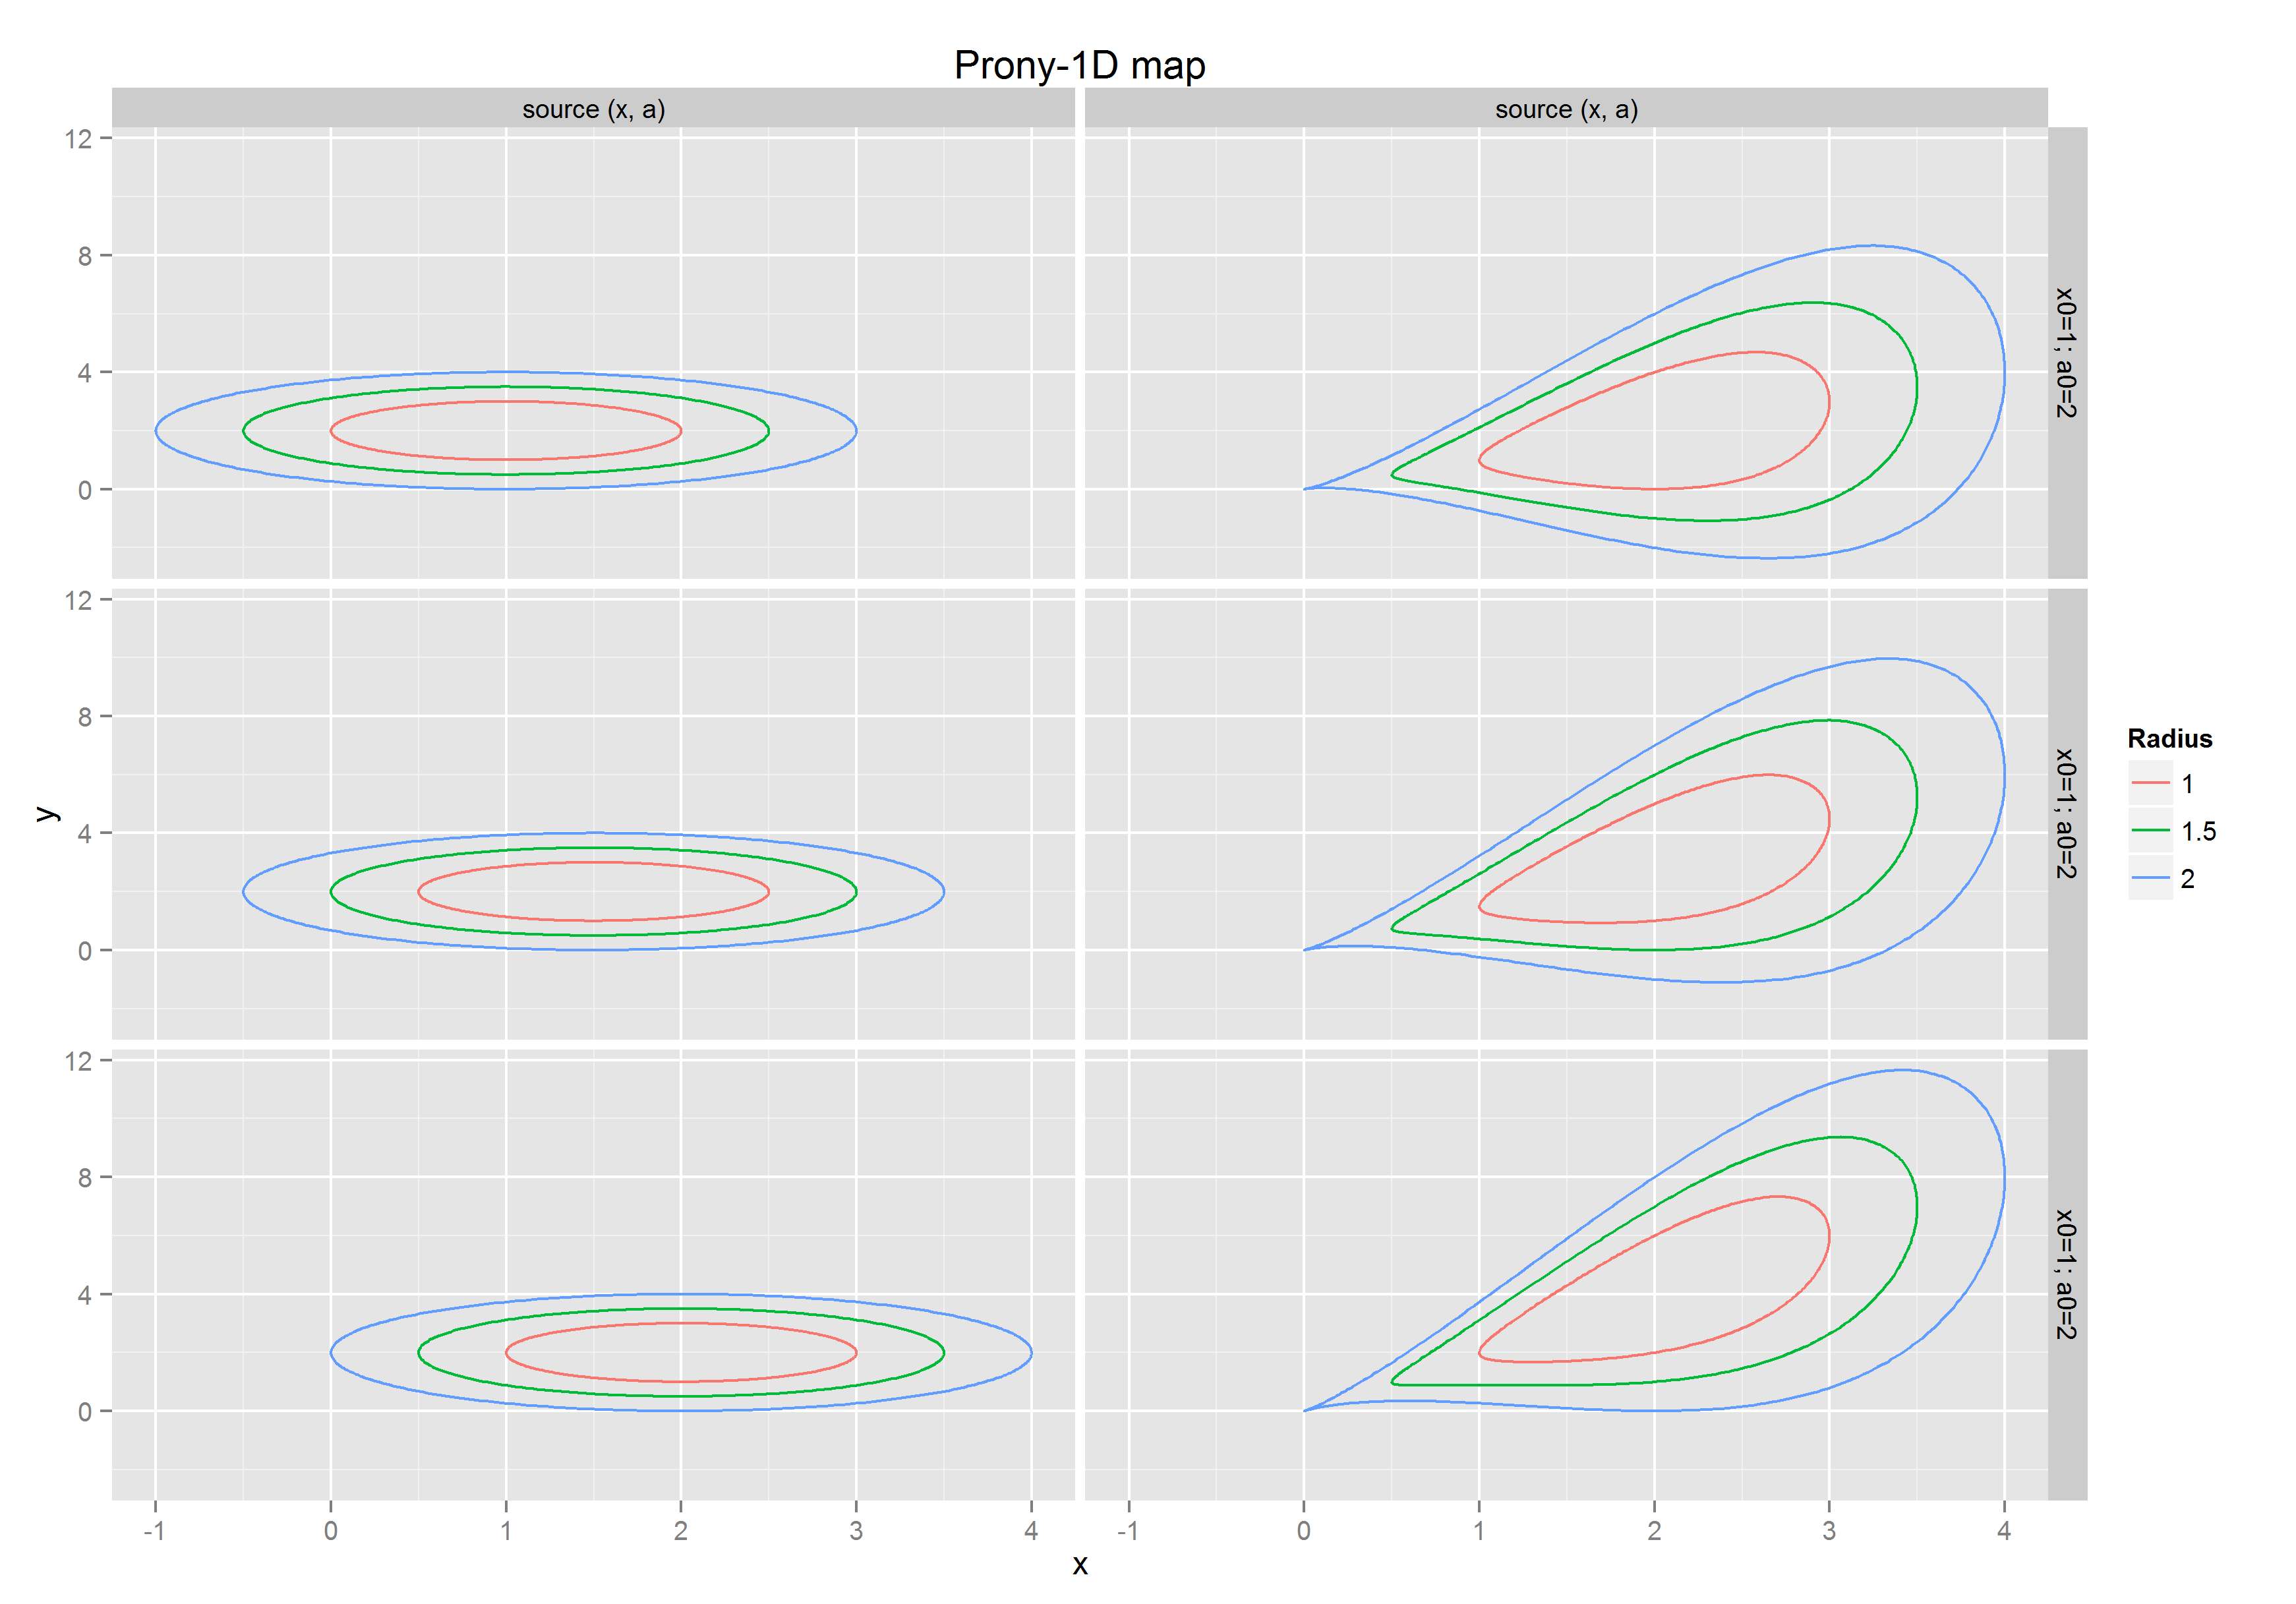 Prony-1D map
source (x, a)
source (x, a)
12
8
4
0
x0=1; a0=2
12
8
4
0
x0=1; a0=2
12
8
4
0
x0=1; a0=2
y
-1 0 1 2 3 4
-1 0 1 2 3 4
x
Radius
1
1.5
2